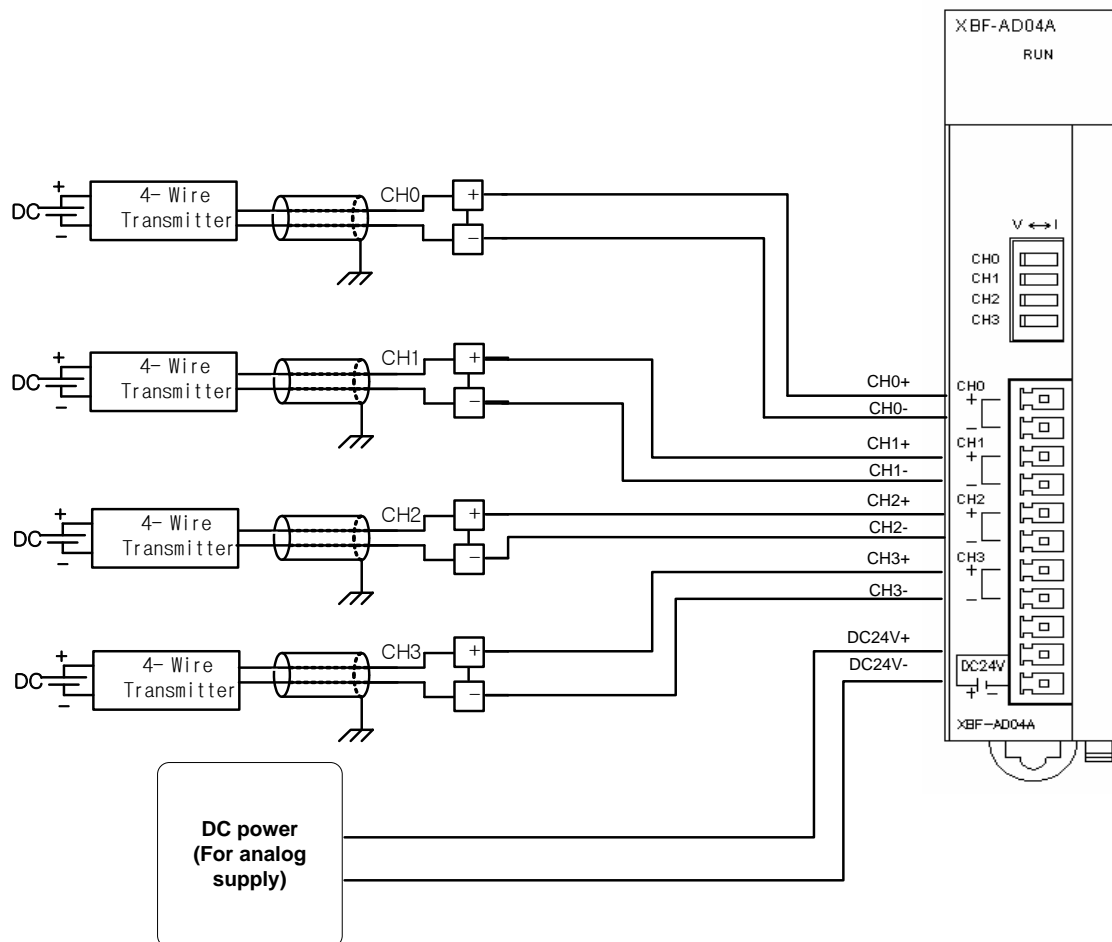 XBF-AD04A
RUN
V ↔ I
CH0
CH1
CH2
CH3
+
DC
−
4- Wire
Transmitter
CH0
+
−
+
DC
−
4- Wire
Transmitter
CH1
+
−
+
DC
−
4- Wire
Transmitter
CH2
+
−
+
DC
−
4- Wire
Transmitter
CH3
+
−
CH0+
CH0-
CH1+
CH1-
CH2+
CH2-
CH3+
CH3-
DC24V+
DC24V-
CH0
+
−
CH1
+
−
CH2
+
−
CH3
+
−
DC24V
+ −
XBF-AD04A
DC power
(For analog
supply)